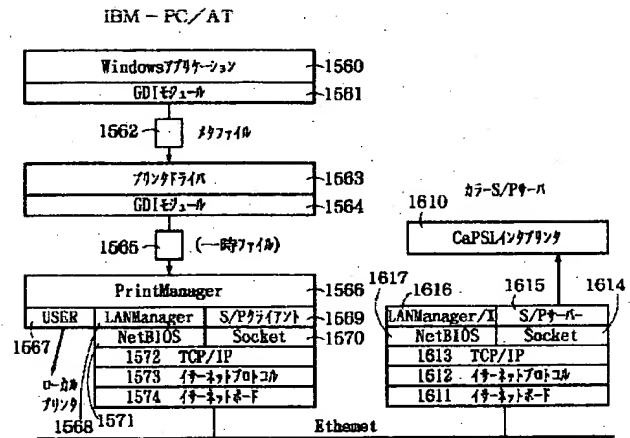 IBM－PC／AT
Windowsアプリケーション
1560
GDIモジュール
1561
1562
メタファイル
プリンタドライバ
1563
GDIモジュール
1564
1565
(一時ファイル)
PrintManager
1566
USER
LANManager
S/Pクライアント
1569
1567
NetBIOS
Socket
1570
1572 TCP/IP
1573 イーサーネットプロトコル
1574 イーサーネットボード
ローカル
プリンタ
1568
1571
カラーS/Pサーバ
1610
CaPSLインタプリンタ
1617
1616
1615
1614
LANManager/X
S/Pサーバー
NetBIOS
Socket
1613 TCP/IP
1612 イーサーネットプロトコル
1611 イーサーネットボード
Ethernet